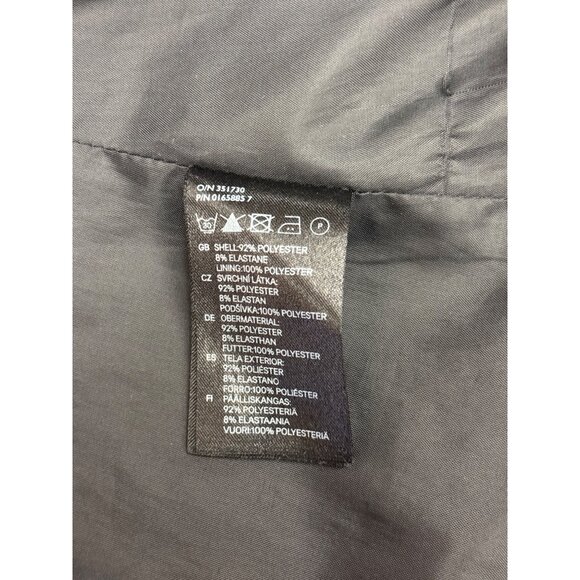 O/N 351730
P/N 0165885 7
30 P
GB SHELL:92% POLYESTER
8% ELASTANE
LINING:100% POLYESTER
CZ SVRCHNÍ LÁTKA:
92% POLYESTER
8% ELASTAN
PODŠÍVKA:100% POLYESTER
DE OBERMATERIAL:
92% POLYESTER
8% ELASTHAN
FUTTER:100% POLYESTER
ES TELA EXTERIOR:
92% POLIÉSTER
8% ELASTANO
FORRO:100% POLIÉSTER
FI PÄÄLLISKANGAS:
92% POLYESTERIÄ
8% ELASTAANIA
VUORI:100% POLYESTERIÄ